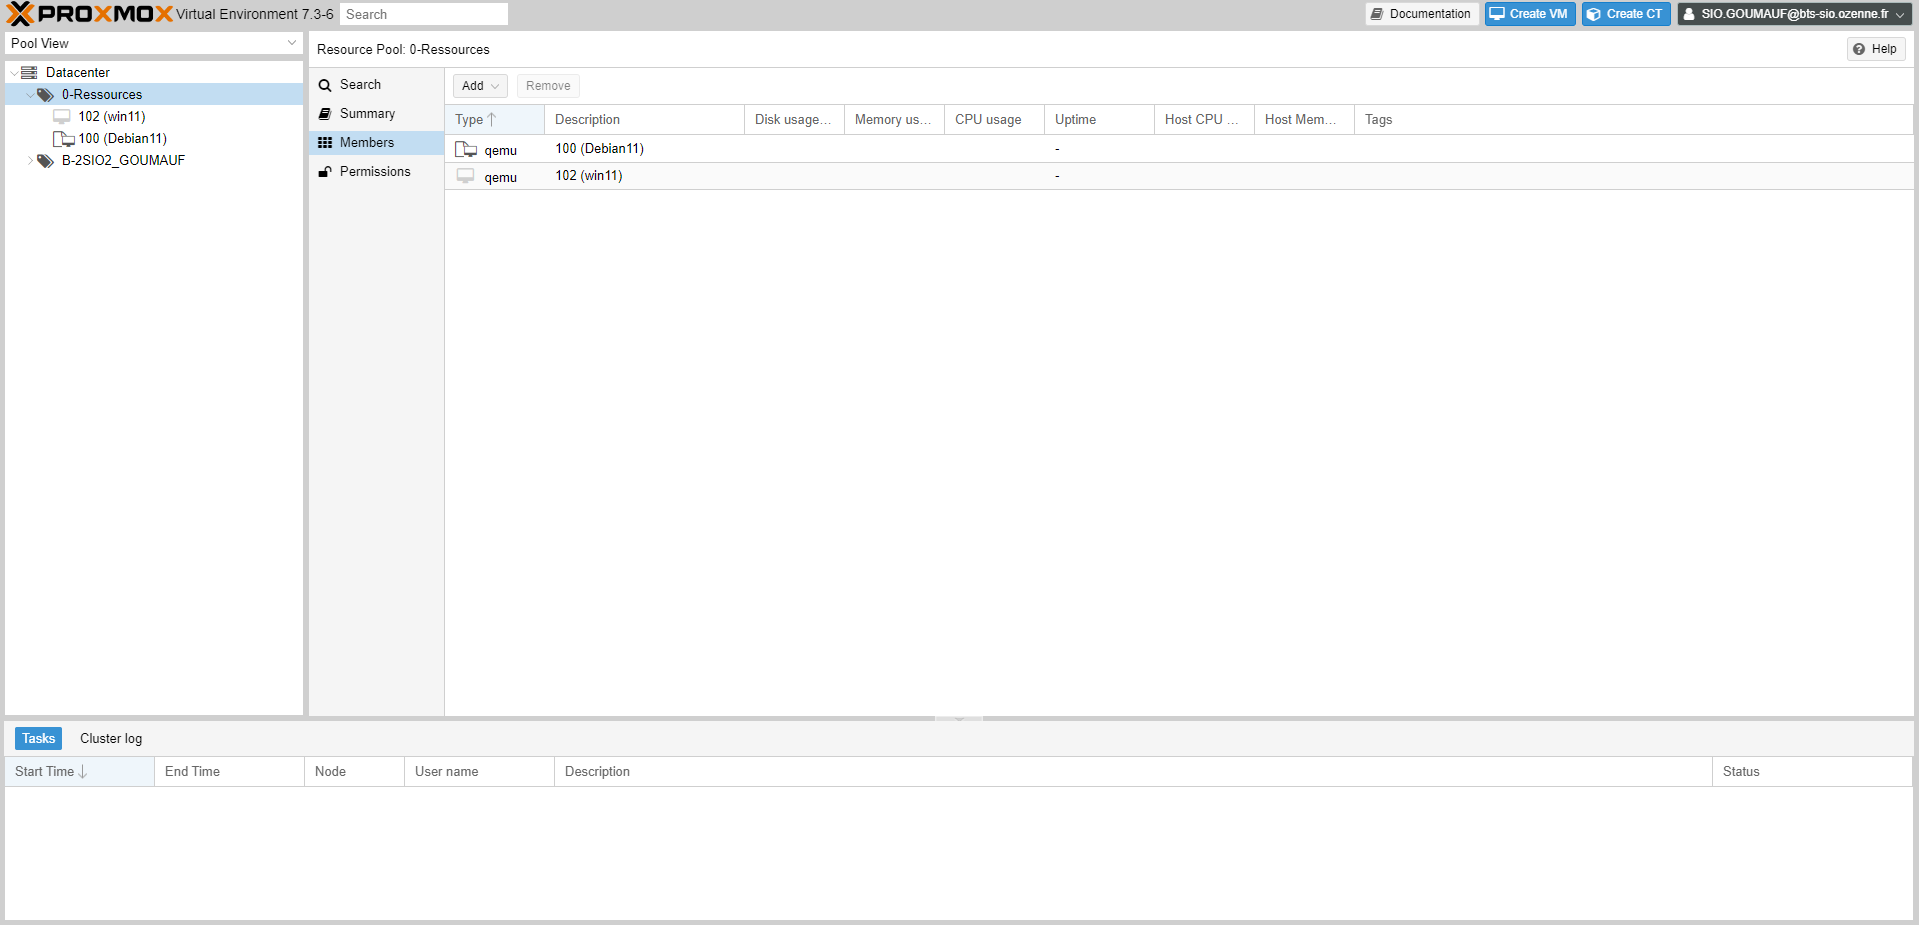 PROXMOX Virtual Environment 7.3-6 Search Documentation Create VM Create CT SIO.GOUMAUF@bts-sio.ozenne.fr
Pool View
Datacenter
0-Ressources
102 (win11)
100 (Debian11)
B-2SIO2_GOUMAUF
Resource Pool: 0-Ressources Help
Search
Summary
Members
Permissions
Add Remove
Type Description Disk usage... Memory us... CPU usage Uptime Host CPU ... Host Mem... Tags
qemu 100 (Debian11) -
qemu 102 (win11) -
Tasks Cluster log
Start Time End Time Node User name Description Status